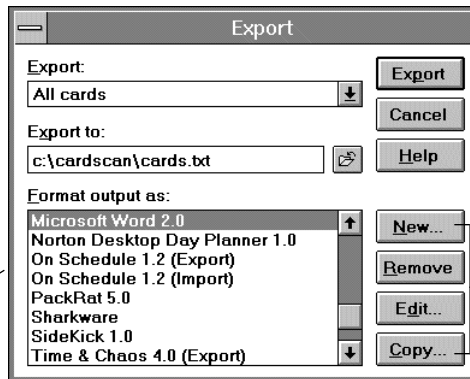 Export
Export:
All cards
Export
Cancel
Export to:
c:\cardscan\cards.txt
Help
Format output as:
Microsoft Word 2.0
Norton Desktop Day Planner 1.0
On Schedule 1.2 (Export)
On Schedule 1.2 (Import)
PackRat 5.0
Sharkware
SideKick 1.0
Time & Chaos 4.0 (Export)
New...
Remove
Edit...
Copy...